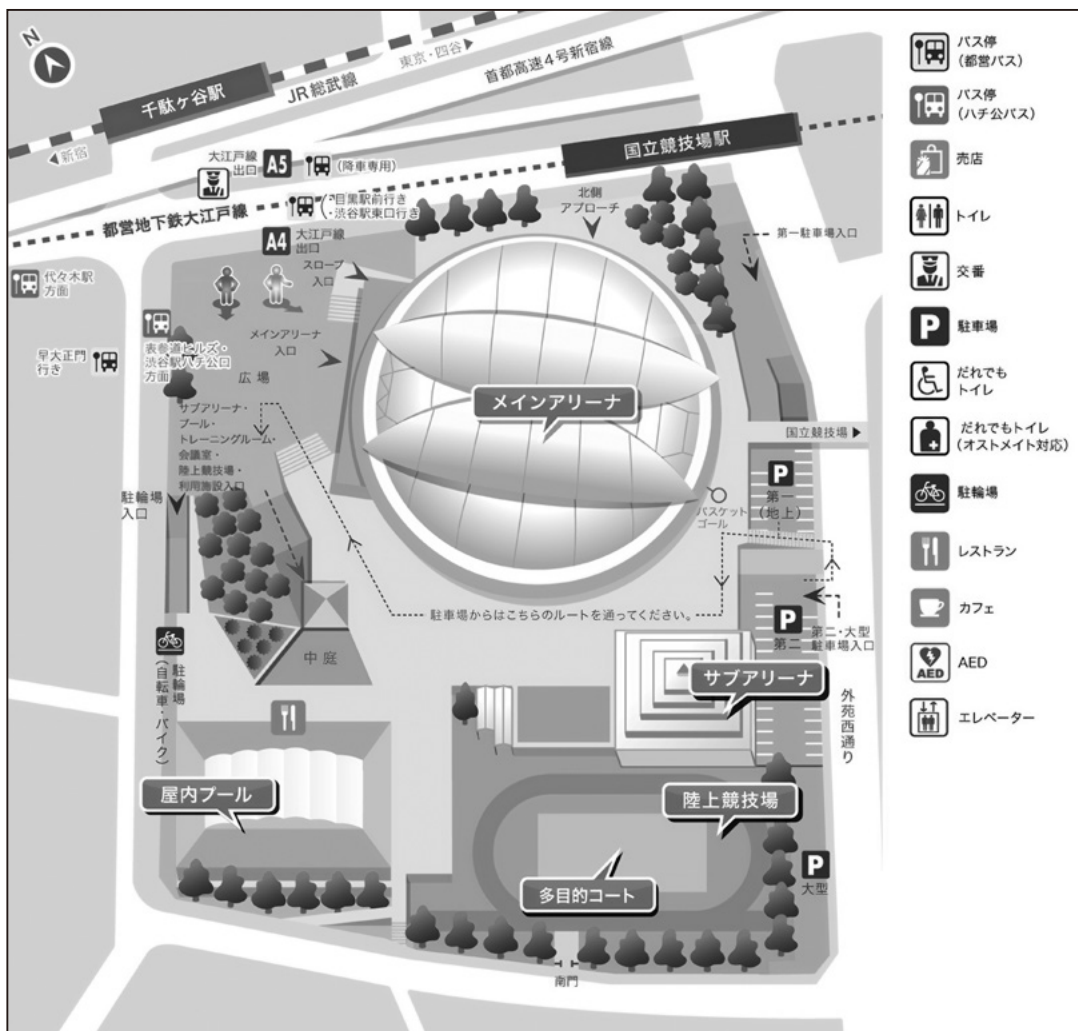 N
千駄ヶ谷駅
JR総武線
東京・四谷▶
首都高速4号新宿線
◀新宿
国立競技場駅
大江戸線
出口
A5
(降車専用)
都営地下鉄大江戸線
目黒駅前行き
・渋谷駅東口行き
A4
大江戸線
出口
北側
アプローチ
第一駐車場入口
スロープ
入口
代々木駅
方面
早大正門
行き
表参道ヒルズ・
渋谷駅ハチ公口
方面
メインアリーナ
入口
広場
メインアリーナ
サブアリーナ・
プール・
トレーニングルーム・
会議室・
陸上競技場・
利用施設入口
国立競技場▶
P
第一
(地上)
バスケット
ゴール
駐輪場
入口
駐車場からはこちらのルートを通ってください。
P
第二
第二・大型
駐車場入口
中庭
サブアリーナ
駐輪場
(自転車・バイク)
外苑西通り
屋内プール
陸上競技場
多目的コート
P
大型
南門
バス停
(都営バス)
バス停
(ハチ公バス)
売店
トイレ
交番
P
駐車場
だれでも
トイレ
だれでもトイレ
(オストメイト対応)
駐輪場
レストラン
カフェ
AED
AED
エレベーター